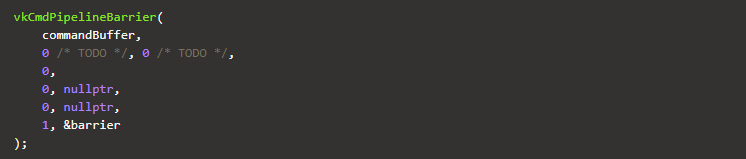 vkCmdPipelineBarrier(
    commandBuffer,
    0 /* TODO */, 0 /* TODO */,
    0,
    0, nullptr,
    0, nullptr,
    1, &barrier
);